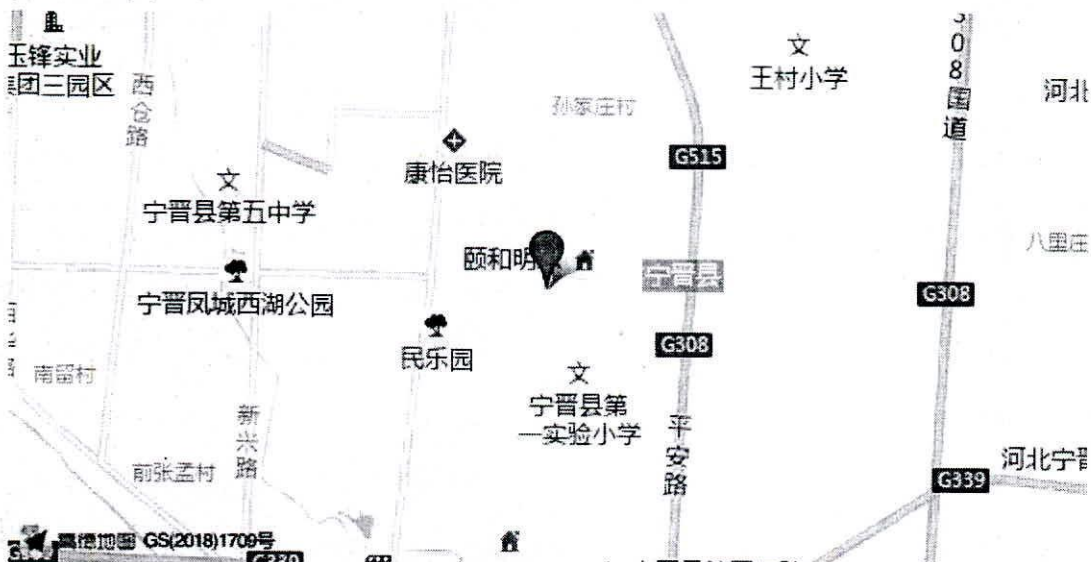 玉锋实业
集团三园区
西仓路
文
王村小学
308国道
河北
孙家庄村
康怡医院
G515
文
宁晋县第五中学
颐和明
宁晋县
八里庄
宁晋凤城西湖公园
G308
民乐园
G308
南留村
文
宁晋县第
一实验小学
新兴路
平安路
前张孟村
河北宁晋
G339
高德地图 GS(2018)1709号